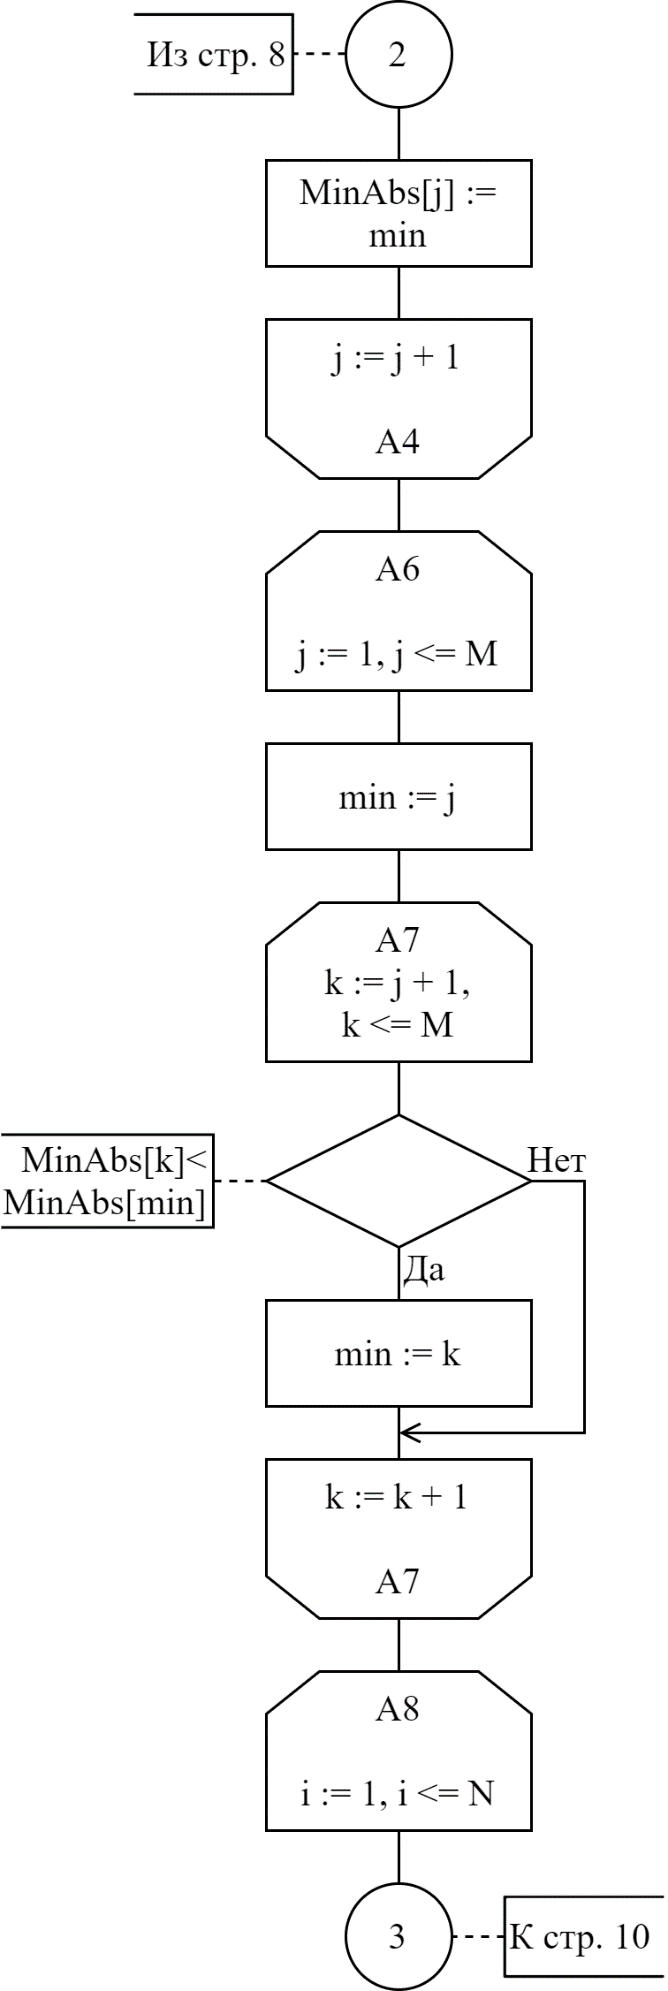 Из стр. 8
2
MinAbs[j] :=
min
j := j + 1
A4
A6
j := 1, j <= M
min := j
A7
k := j + 1,
k <= M
MinAbs[k]<
MinAbs[min]
Нет
Да
min := k
k := k + 1
A7
A8
i := 1, i <= N
3
К стр. 10